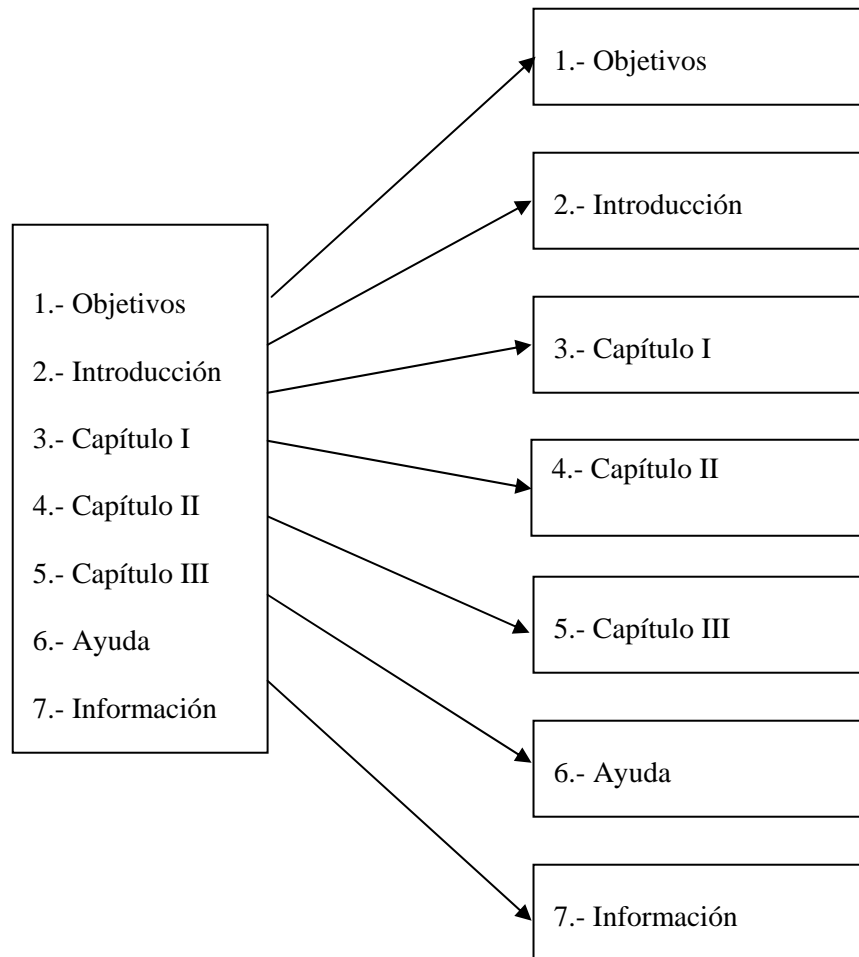 1.- Objetivos
2.- Introducción
3.- Capítulo I
4.- Capítulo II
5.- Capítulo III
6.- Ayuda
7.- Información
1.- Objetivos
2.- Introducción
3.- Capítulo I
4.- Capítulo II
5.- Capítulo III
6.- Ayuda
7.- Información